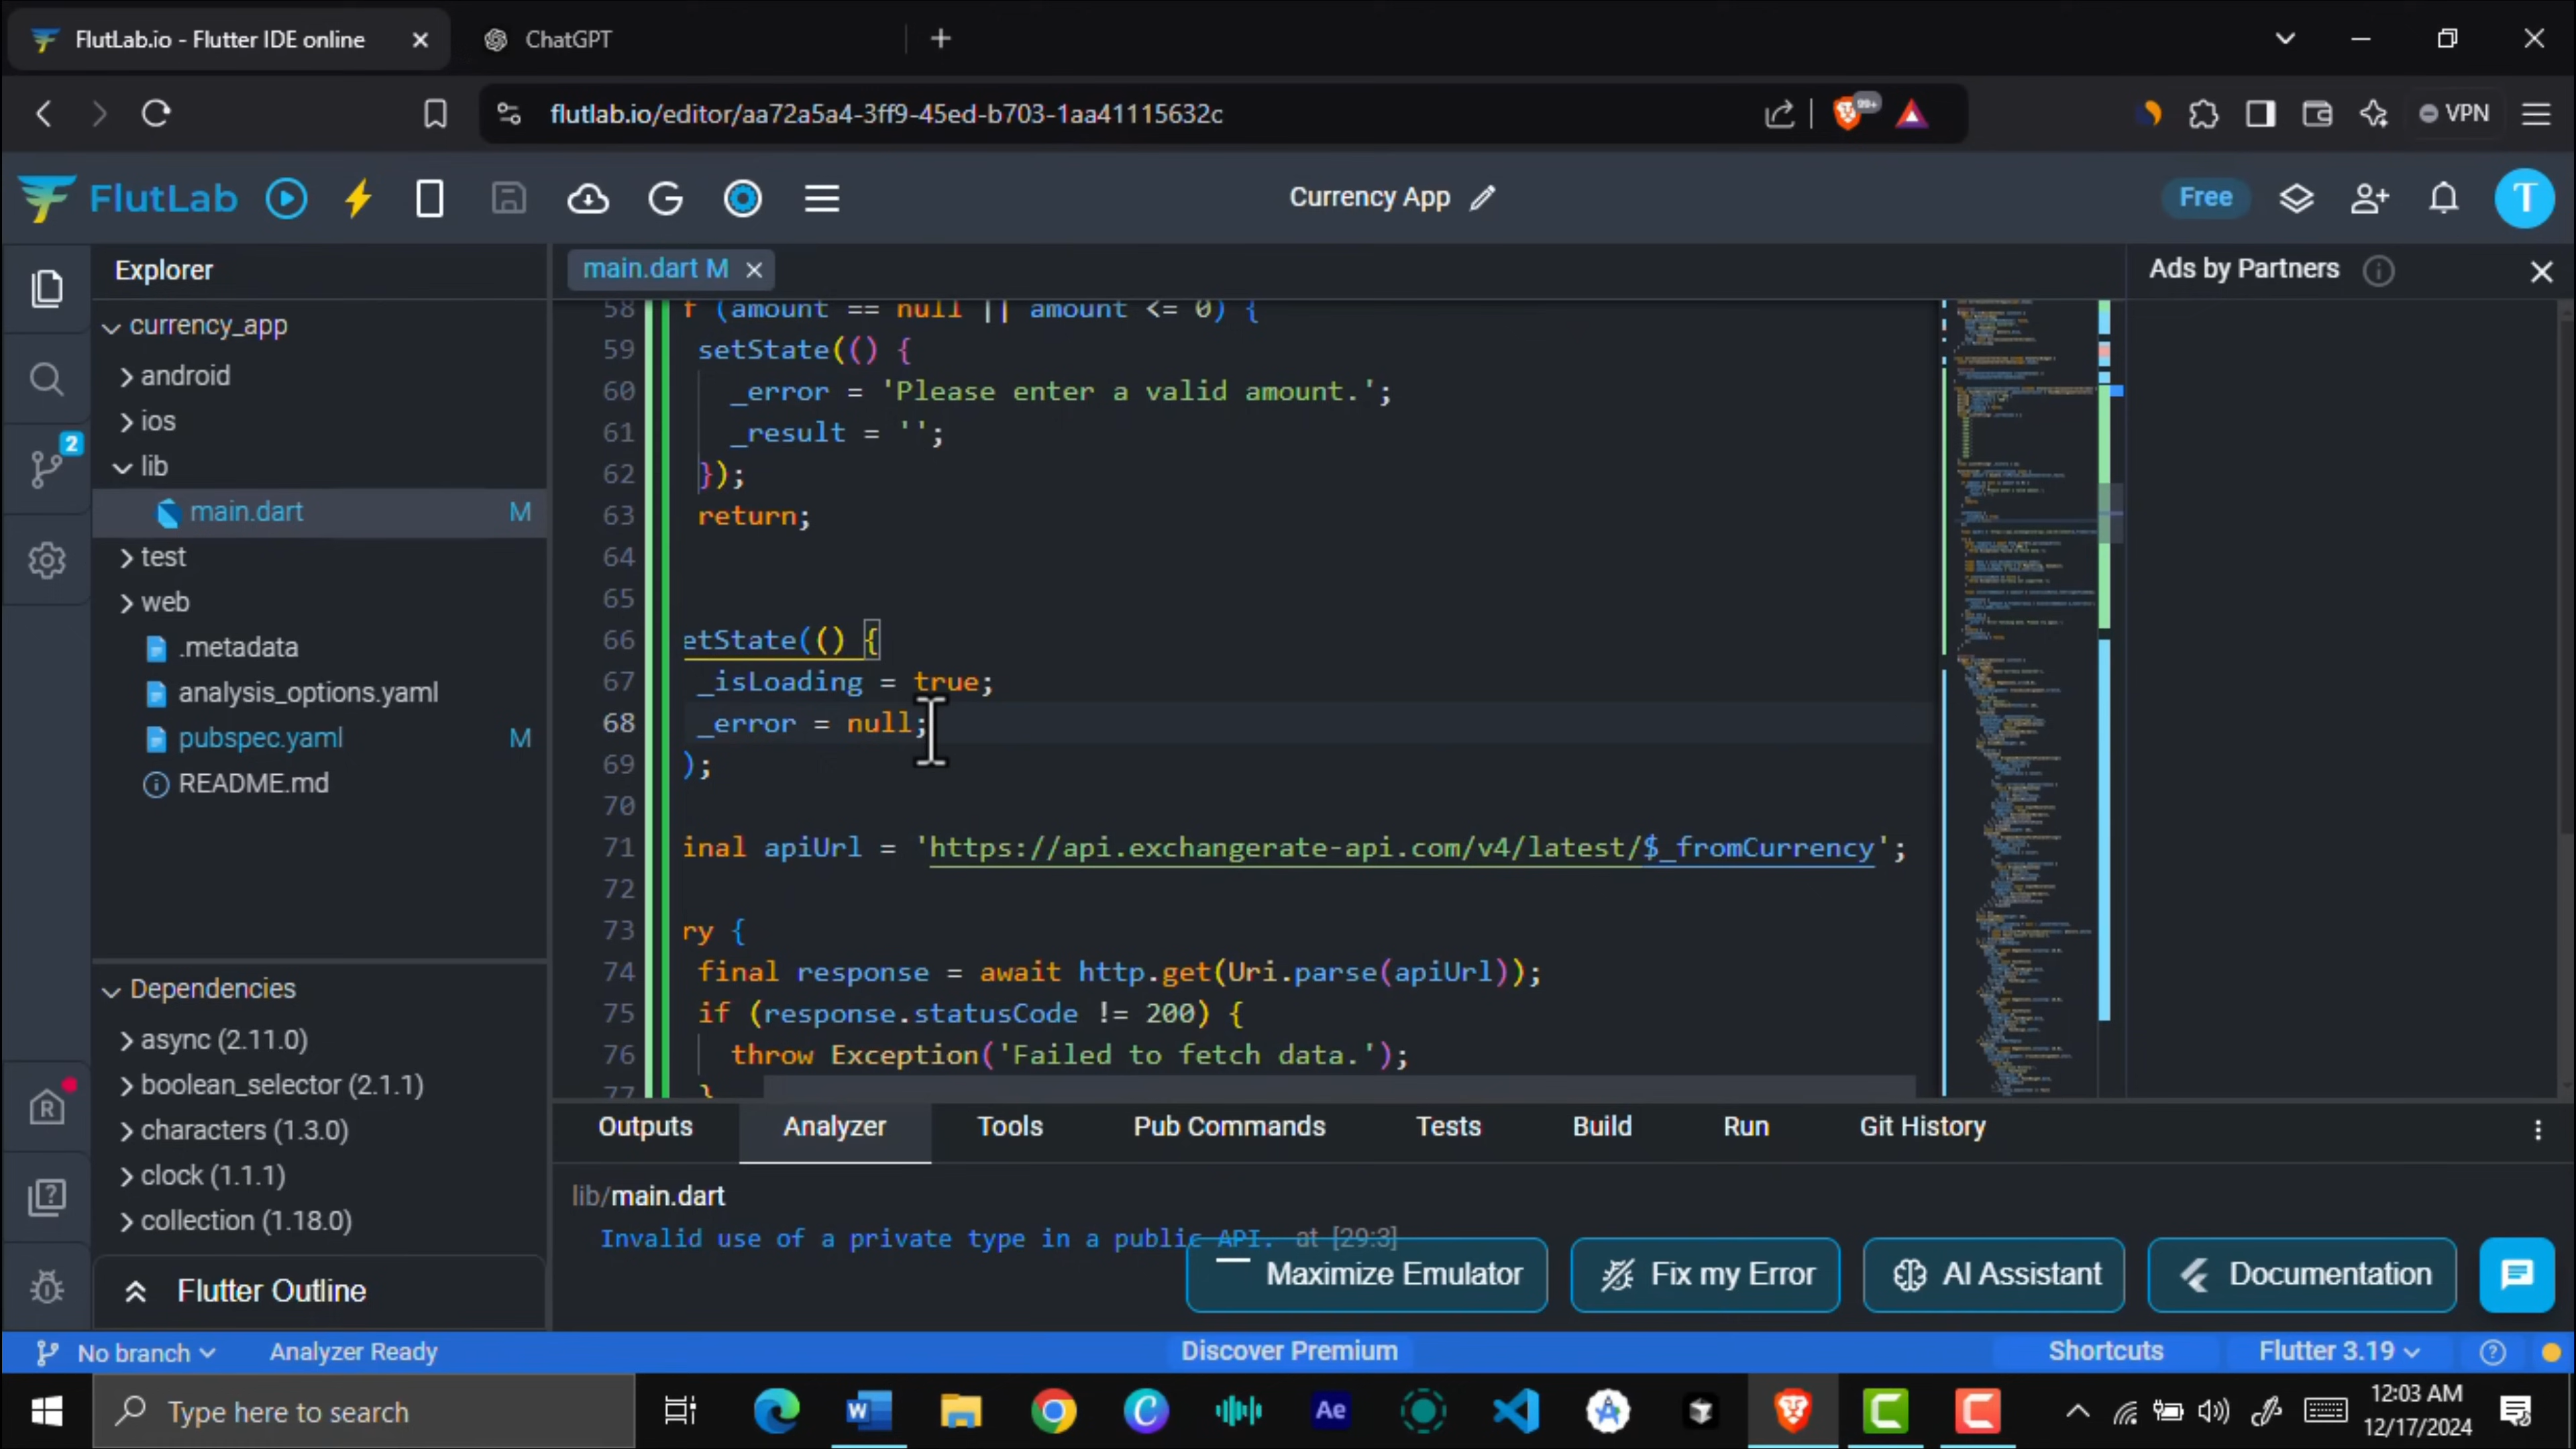 FlutLab.io - Flutter IDE online
ChatGPT
flutlab.io/editor/aa72a5a4-3ff9-45ed-b703-1aa41115632c
99+
VPN
FlutLab
Currency App
Free
T
Explorer
main.dart M
Ads by Partners
currency_app
android
ios
2
lib
main.dart M
test
web
.metadata
analysis_options.yaml
pubspec.yaml M
README.md
58 f (amount == null || amount <= 0) {
59 setState(() {
60 _error = 'Please enter a valid amount.';
61 _result = '';
62 });
63 return;
64
65
66 etState(() {
67 _isLoading = true;
68 _error = null;
69 );
70
71 inal apiUrl = 'https://api.exchangerate-api.com/v4/latest/$_fromCurrency';
72
73 ry {
74 final response = await http.get(Uri.parse(apiUrl));
75 if (response.statusCode != 200) {
76 throw Exception('Failed to fetch data.');
77 }
Dependencies
async (2.11.0)
boolean_selector (2.1.1)
characters (1.3.0)
clock (1.1.1)
collection (1.18.0)
Flutter Outline
Outputs Analyzer Tools Pub Commands Tests Build Run Git History
lib/main.dart
Invalid use of a private type in a public API. at [29:3]
Maximize Emulator
Fix my Error
AI Assistant
Documentation
No branch
Analyzer Ready
Discover Premium
Shortcuts
Flutter 3.19
Type here to search
12:03 AM
12/17/2024